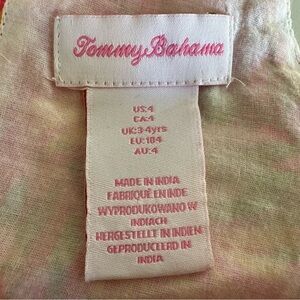 Tommy Bahama
US:4
CA:4
UK:3-4yrs
EU:104
AU:4
MADE IN INDIA
FABRIQUÉ EN INDE
WYPRODUKOWANO W
INDIACH
HERGESTELLT IN INDIEN
GEPRODUCEERD IN
INDIA